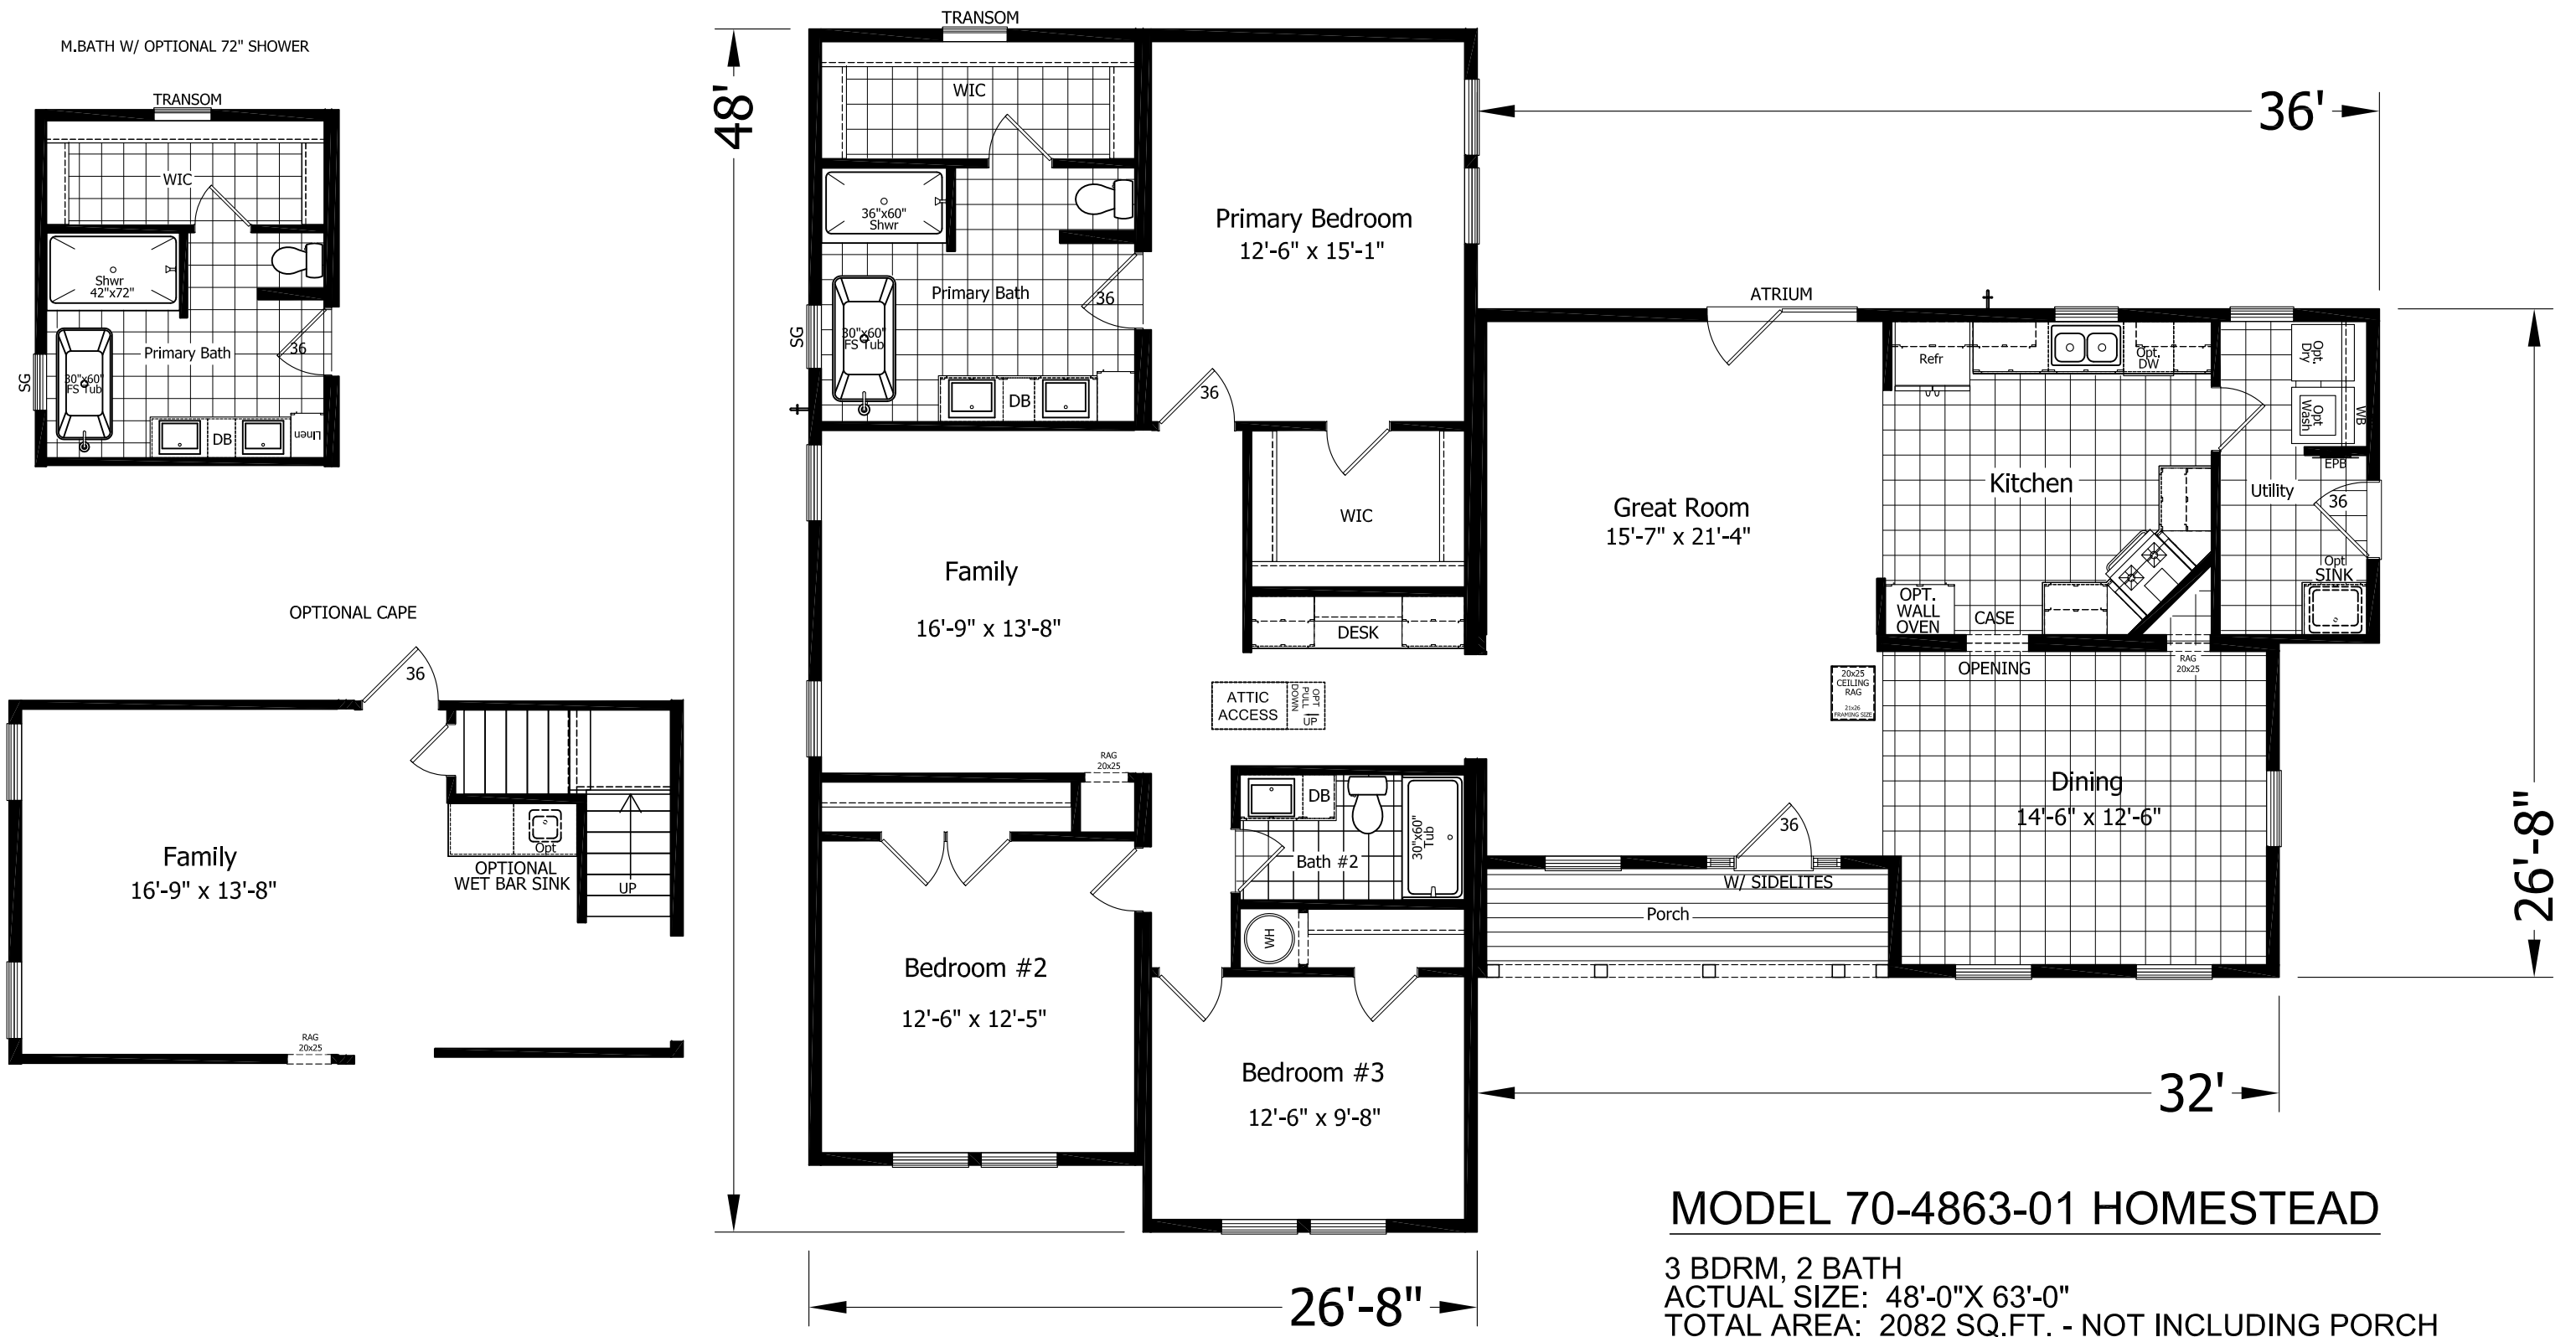 M.BATH W/ OPTIONAL 72" SHOWER
TRANSOM
WIC
Shwr
42"x72"
Primary Bath
36
SG
30"x60"
FS Tub
DB
Linen
OPTIONAL CAPE
36
Family
16'-9" x 13'-8"
Opt
OPTIONAL
WET BAR SINK
UP
RAG
20x25
TRANSOM
48'
WIC
36"x60"
Shwr
Primary Bedroom
12'-6" x 15'-1"
Primary Bath
36
SG
30"x60"
FS Tub
DB
36
36'
ATRIUM
Refr
Opt.
DW
Opt.
Dry
Opt
Wash
WB
EPB
Kitchen
Utility
36
Opt
SINK
Great Room
15'-7" x 21'-4"
WIC
Family
16'-9" x 13'-8"
DESK
OPT.
WALL
OVEN
CASE
OPENING
RAG
20x25
20x25
CEILING
RAG
21x26
FRAMING SIZE
ATTIC
ACCESS
OPT
PULL
DOWN
UP
RAG
20x25
DB
30"x60"
Tub
Bath #2
Dining
14'-6" x 12'-6"
26'-8"
36
W/ SIDELITES
Porch
WH
Bedroom #2
12'-6" x 12'-5"
Bedroom #3
12'-6" x 9'-8"
32'
26'-8"
MODEL 70-4863-01 HOMESTEAD
3 BDRM, 2 BATH
ACTUAL SIZE: 48'-0"X 63'-0"
TOTAL AREA: 2082 SQ.FT. - NOT INCLUDING PORCH